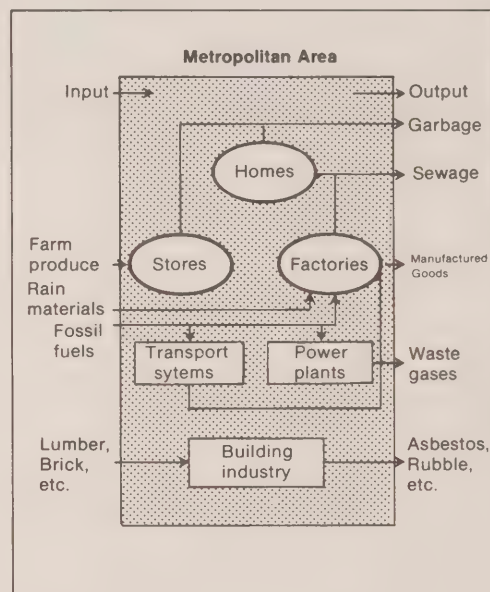 Metropolitan Area
Input
Output
Garbage
Homes
Sewage
Farm
produce
Stores
Factories
Manufactured
Goods
Rain
materials
Fossil
fuels
Transport
sytems
Power
plants
Waste
gases
Lumber,
Brick,
etc.
Building
industry
Asbestos,
Rubble,
etc.